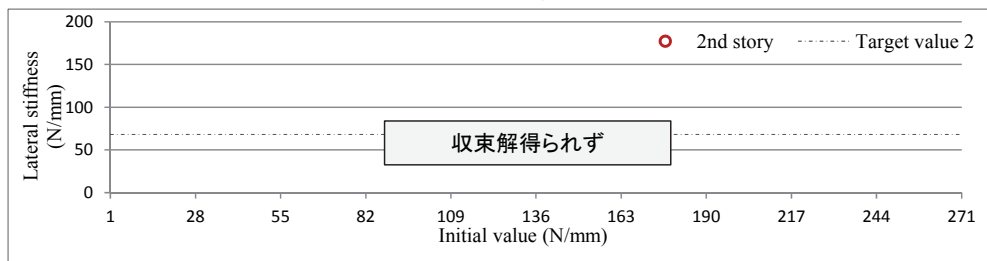 200
150
100
50
0
Lateral stiffness
(N/mm)
2nd story
Target value 2
収束解得られず
1 28 55 82 109 136 163 190 217 244 271
Initial value (N/mm)